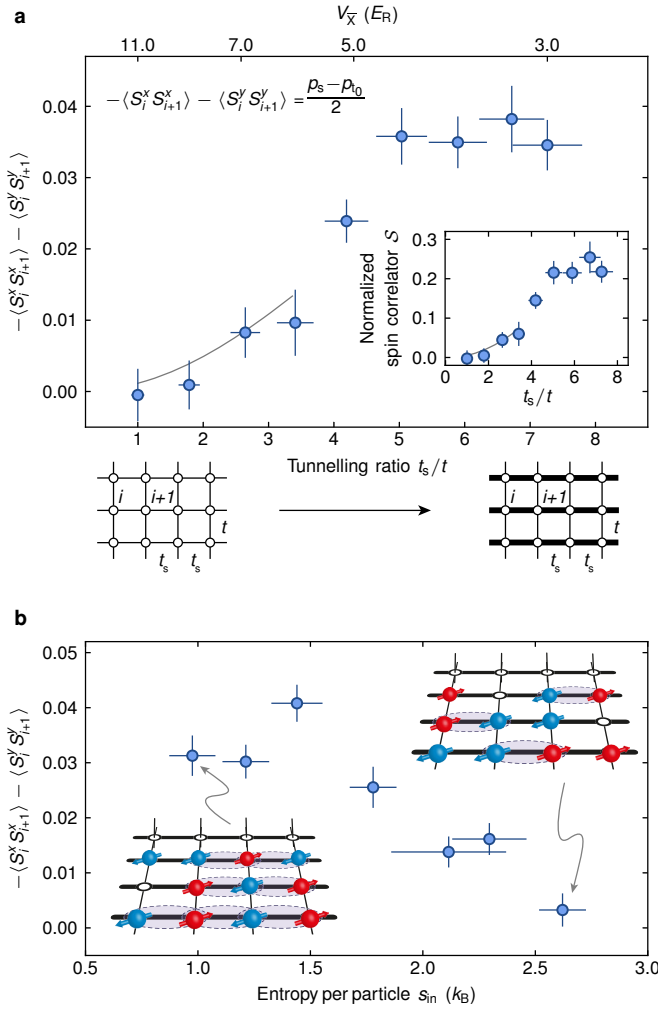 a
V_X̅ (E_R)
11.0 7.0 5.0 3.0
−⟨S_i^x S_{i+1}^x⟩ − ⟨S_i^y S_{i+1}^y⟩ = (p_s − p_{t_0})/2
−⟨S_i^x S_{i+1}^x⟩ − ⟨S_i^y S_{i+1}^y⟩
0.04
0.03
0.02
0.01
0.00
Normalized
spin correlator 𝒮
0.3
0.2
0.1
0.0
0 2 4 6 8
t_s/t
1 2 3 4 5 6 7 8
Tunnelling ratio t_s/t
i i+1
t
t_s t_s
i i+1
t
t_s t_s
b
−⟨S_i^x S_{i+1}^x⟩ − ⟨S_i^y S_{i+1}^y⟩
0.05
0.04
0.03
0.02
0.01
0.00
0.5 1.0 1.5 2.0 2.5 3.0
Entropy per particle s_in (k_B)